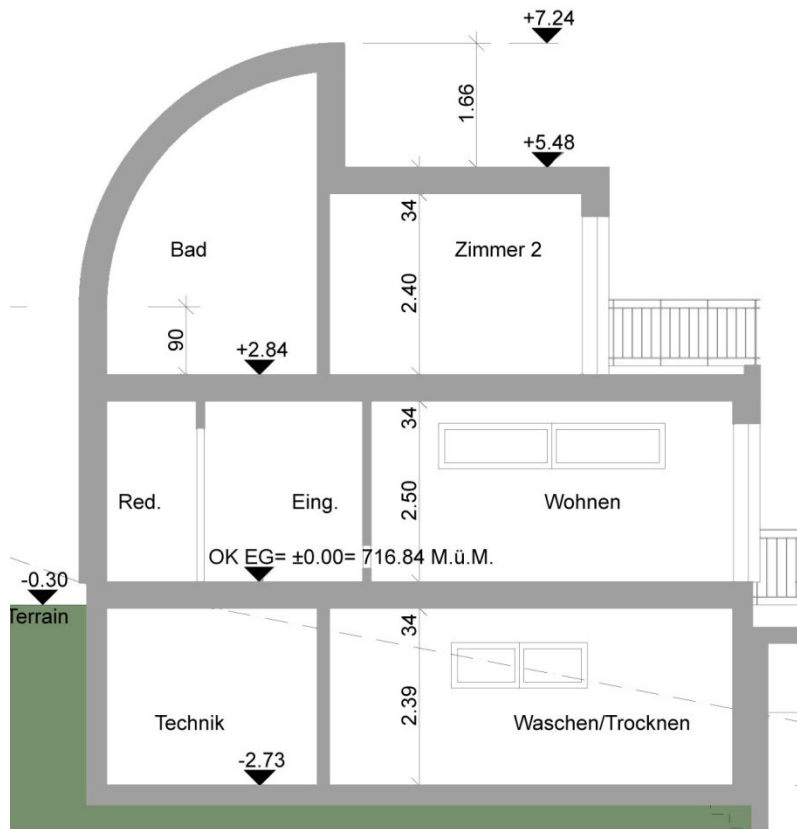 +7.24
1.66
+5.48
34
Bad
Zimmer 2
2.40
90
+2.84
34
Red.
Eing.
2.50
Wohnen
OK EG= ±0.00= 716.84 M.ü.M.
-0.30
Terrain
34
2.39
Technik
Waschen/Trocknen
-2.73